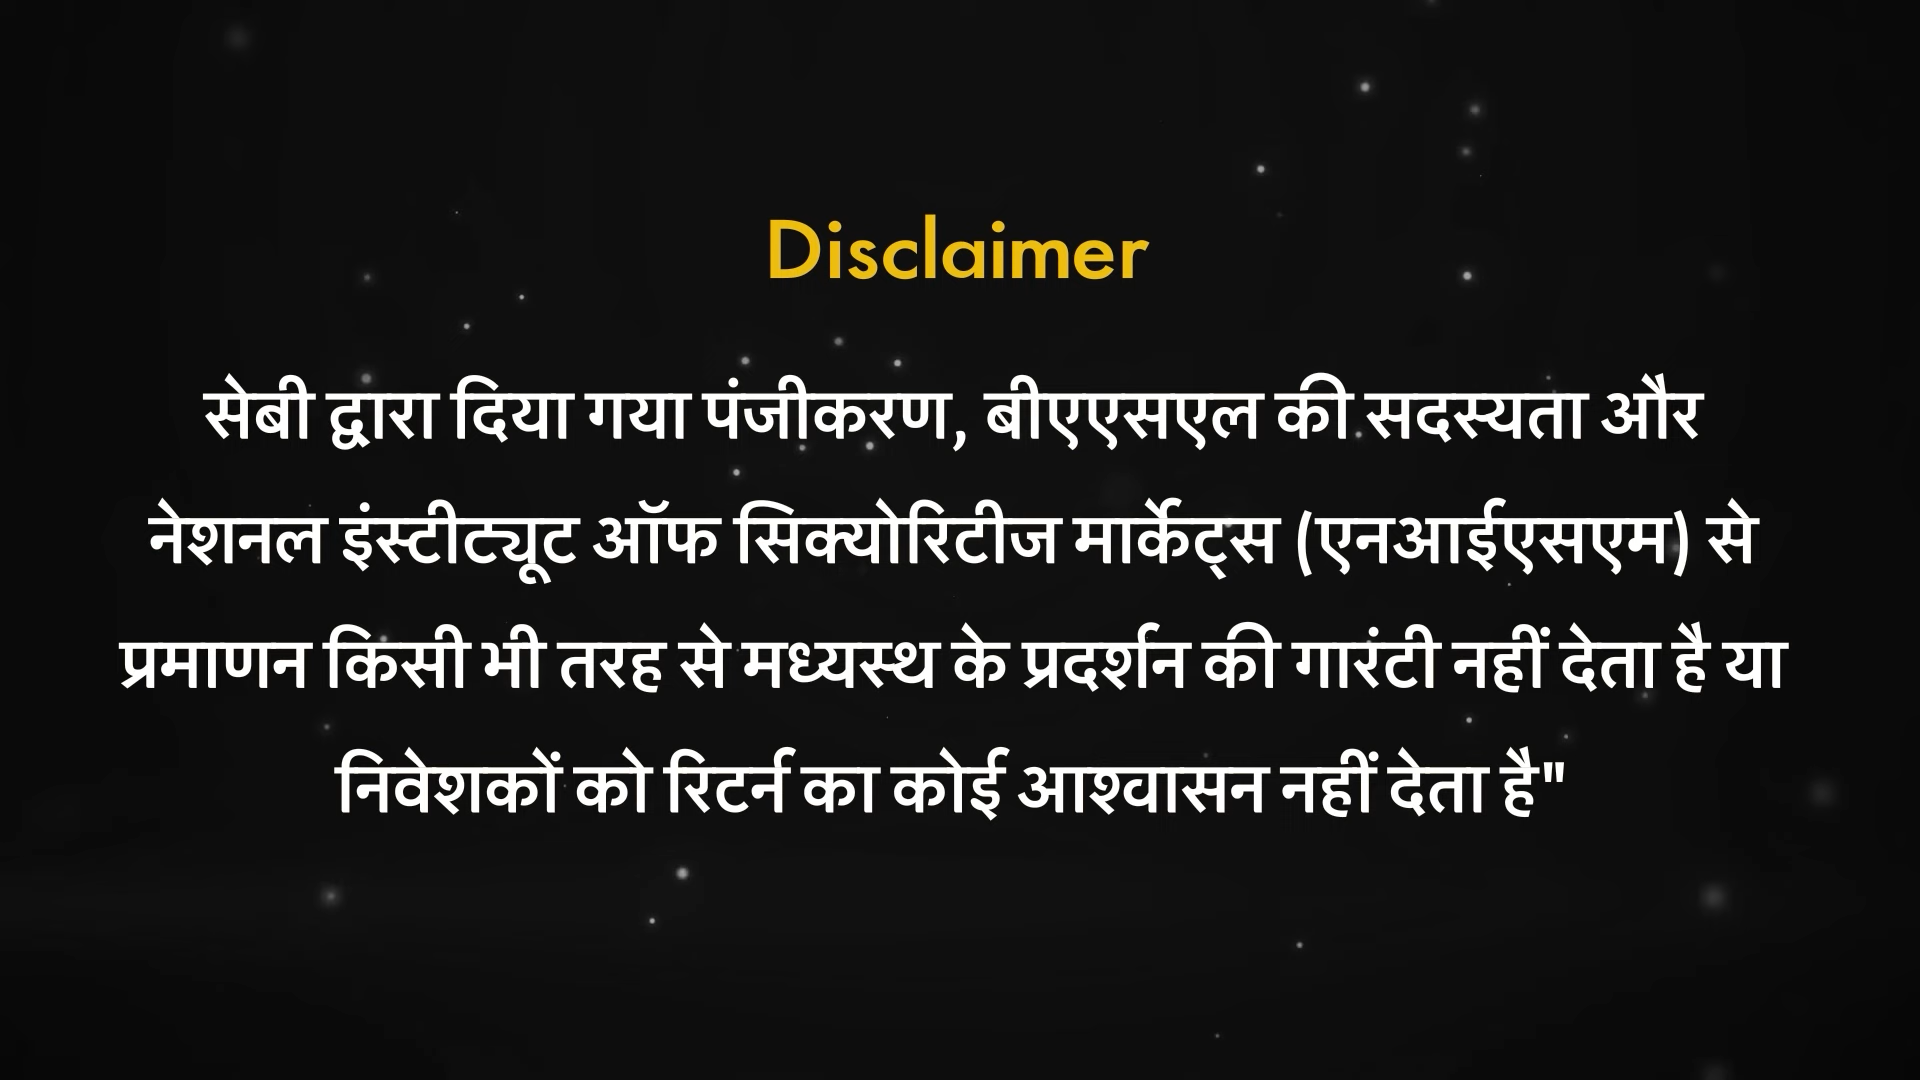 Disclaimer
सेबी द्वारा दिया गया पंजीकरण, बीएएसएल की सदस्यता और
नेशनल इंस्टीट्यूट ऑफ सिक्योरिटीज मार्केट्स (एनआईएसएम) से
प्रमाणन किसी भी तरह से मध्यस्थ के प्रदर्शन की गारंटी नहीं देता है या
निवेशकों को रिटर्न का कोई आश्वासन नहीं देता है"